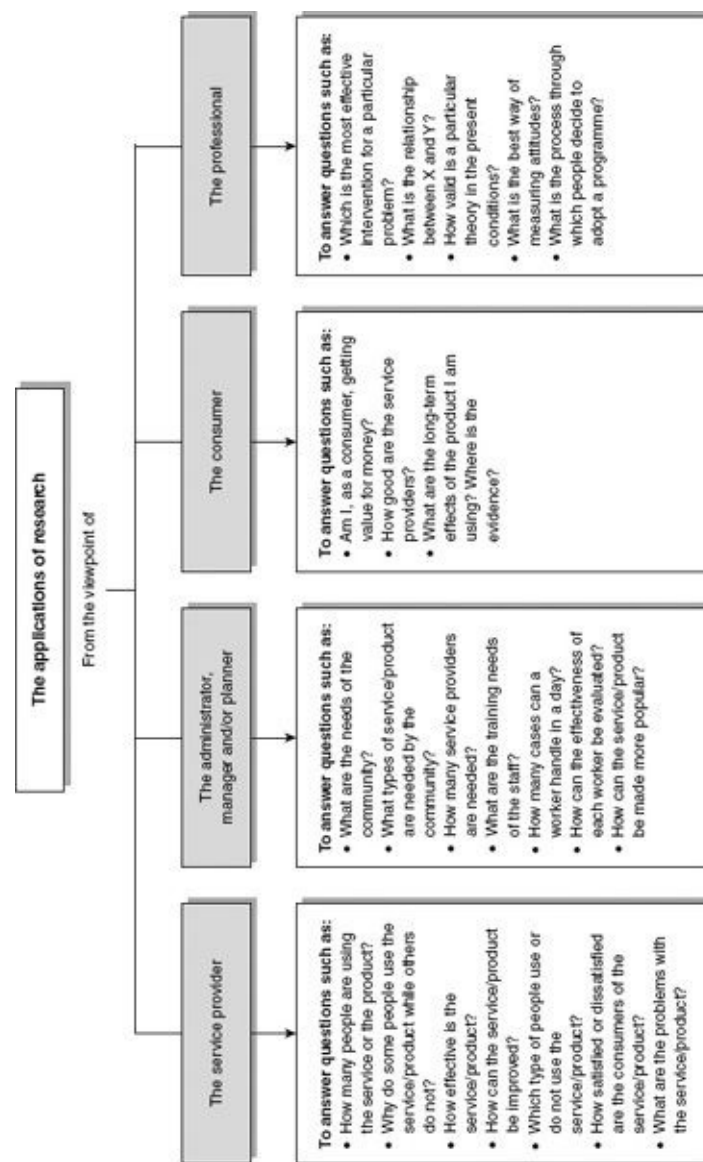 The applications of research
From the viewpoint of
The service provider
To answer questions such as:
• How many people are using
the service or the product?
• Why do some people use the
service/product while others
do not?
• How effective is the
service/product?
• How can the service/product
be improved?
• Which type of people use or
do not use the
service/product?
• How satisfied or dissatisfied
are the consumers of the
service/product?
• What are the problems with
the service/product?
The administrator,
manager and/or planner
To answer questions such as:
• What are the needs of the
community?
• What types of service/product
are needed by the
community?
• How many service providers
are needed?
• What are the training needs
of the staff?
• How many cases can a
worker handle in a day?
• How can the effectiveness of
each worker be evaluated?
• How can the service/product
be made more popular?
The consumer
To answer questions such as:
• Am I, as a consumer, getting
value for money?
• How good are the service
providers?
• What are the long-term
effects of the product I am
using? Where is the
evidence?
The professional
To answer questions such as:
• Which is the most effective
intervention for a particular
problem?
• What is the relationship
between X and Y?
• How valid is a particular
theory in the present
conditions?
• What is the best way of
measuring attitudes?
• What is the process through
which people decide to
adopt a programme?